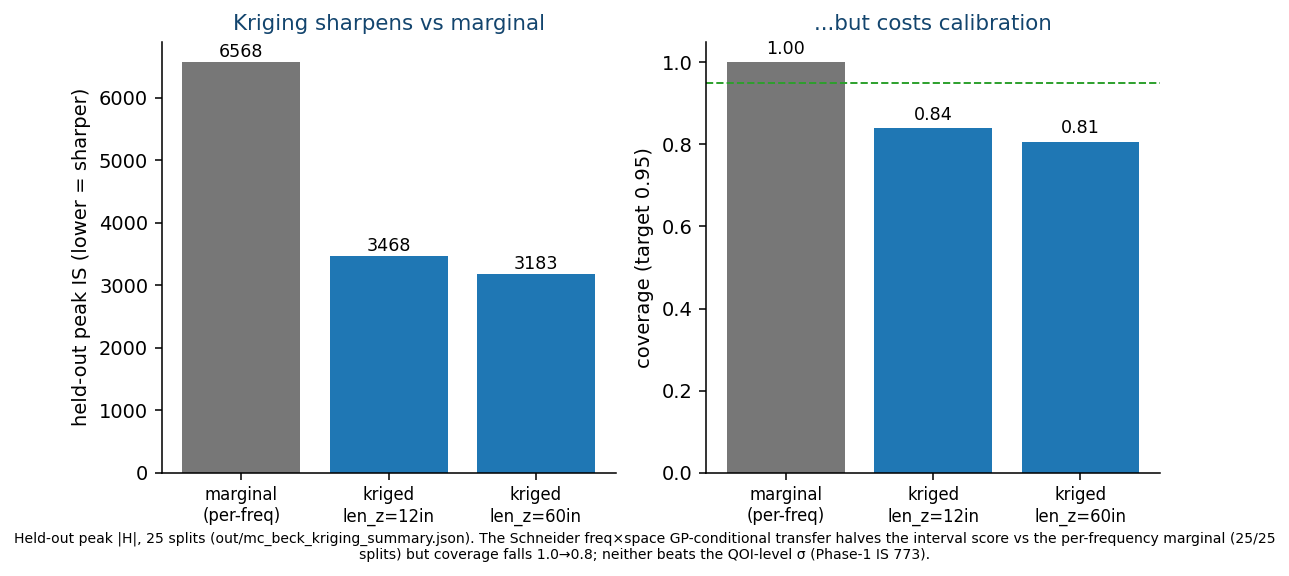 Kriging sharpens vs marginal
held-out peak IS (lower = sharper)
6000
5000
4000
3000
2000
1000
0
6568
3468
3183
marginal
(per-freq)
kriged
len_z=12in
kriged
len_z=60in
...but costs calibration
coverage (target 0.95)
1.0
0.8
0.6
0.4
0.2
0.0
1.00
0.84
0.81
marginal
(per-freq)
kriged
len_z=12in
kriged
len_z=60in
Held-out peak |H|, 25 splits (out/mc_beck_kriging_summary.json). The Schneider freq×space GP-conditional transfer halves the interval score vs the per-frequency marginal (25/25
splits) but coverage falls 1.0→0.8; neither beats the QOI-level σ (Phase-1 IS 773).